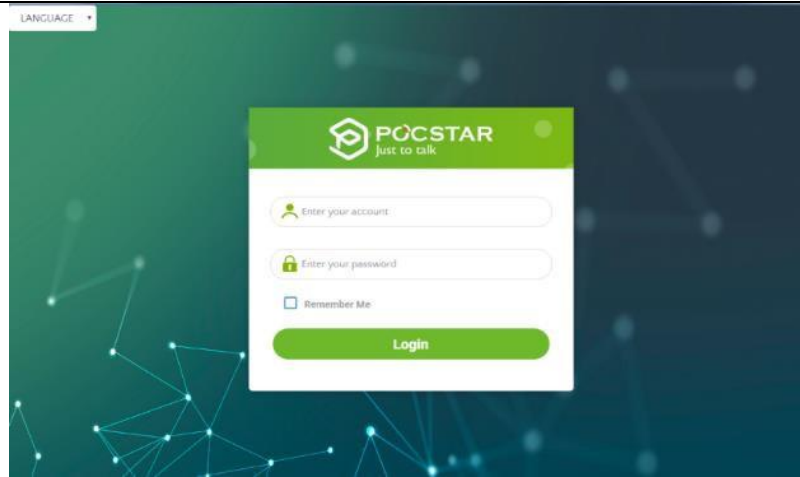 LANGUAGE
POCSTAR
Just to talk
Enter your account
Enter your password
Remember Me
Login